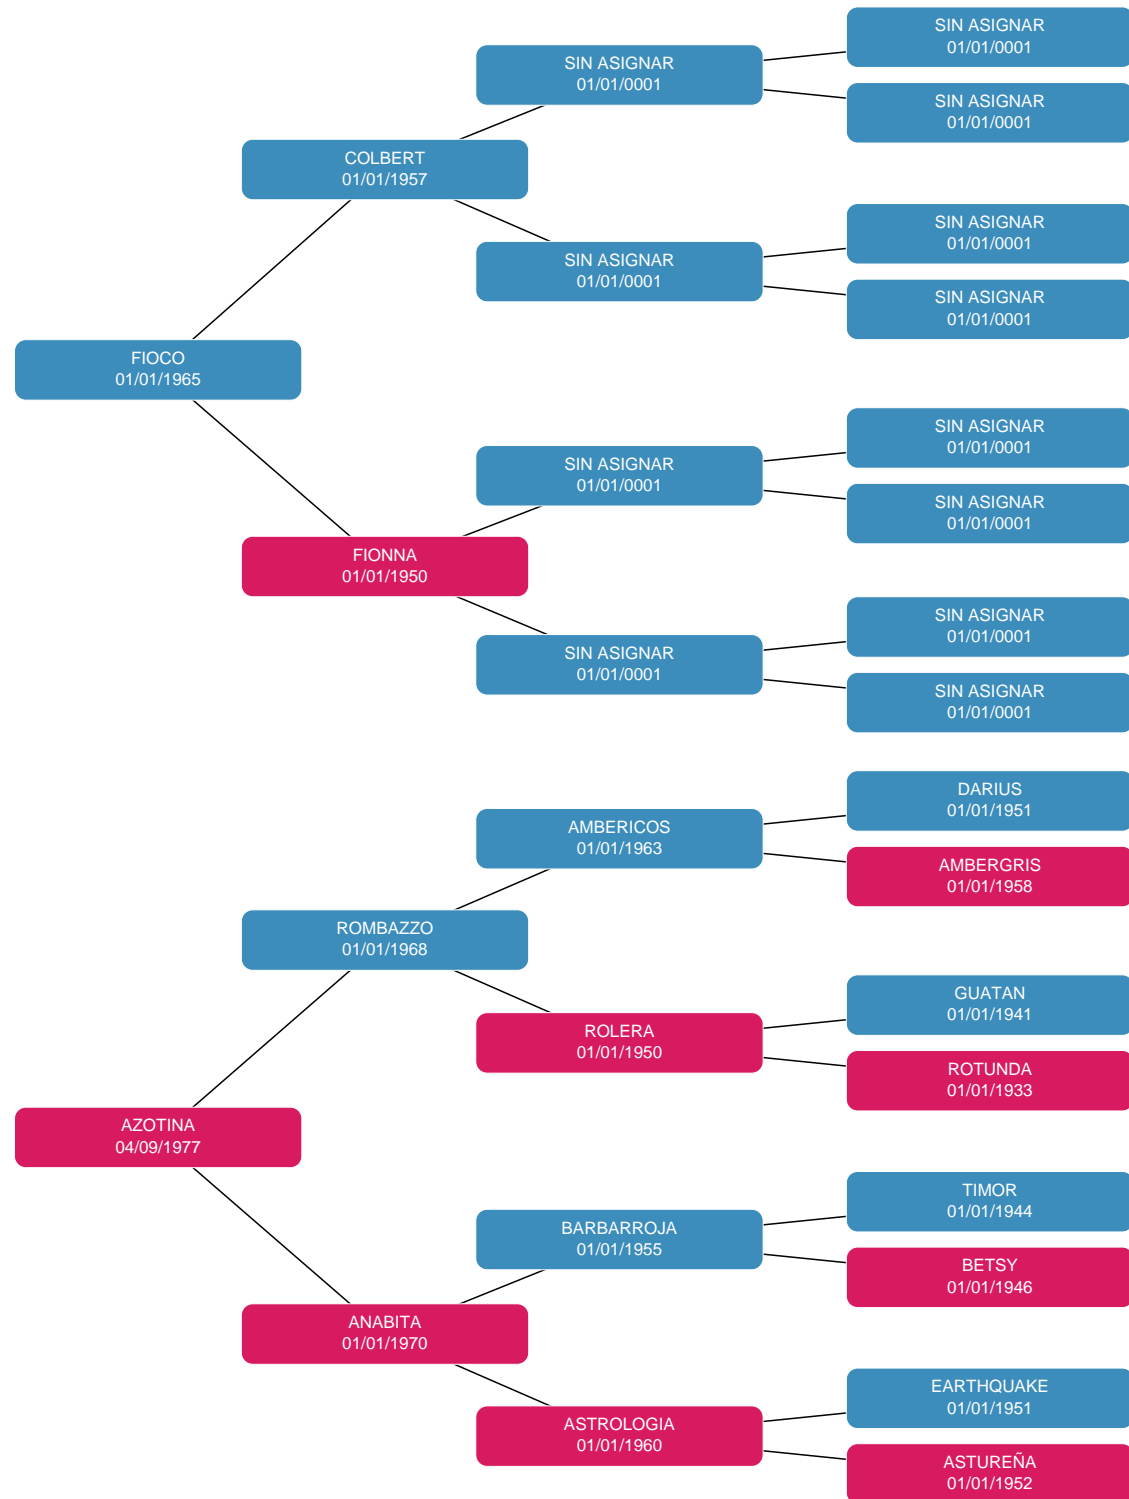 SIN ASIGNAR
01/01/0001
SIN ASIGNAR
01/01/0001
SIN ASIGNAR
01/01/0001
COLBERT
01/01/1957
SIN ASIGNAR
01/01/0001
SIN ASIGNAR
01/01/0001
SIN ASIGNAR
01/01/0001
FIOCO
01/01/1965
SIN ASIGNAR
01/01/0001
SIN ASIGNAR
01/01/0001
SIN ASIGNAR
01/01/0001
FIONNA
01/01/1950
SIN ASIGNAR
01/01/0001
SIN ASIGNAR
01/01/0001
SIN ASIGNAR
01/01/0001
DARIUS
01/01/1951
AMBERICOS
01/01/1963
AMBERGRIS
01/01/1958
ROMBAZZO
01/01/1968
GUATAN
01/01/1941
ROLERA
01/01/1950
ROTUNDA
01/01/1933
AZOTINA
04/09/1977
TIMOR
01/01/1944
BARBARROJA
01/01/1955
BETSY
01/01/1946
ANABITA
01/01/1970
EARTHQUAKE
01/01/1951
ASTROLOGIA
01/01/1960
ASTUREÑA
01/01/1952